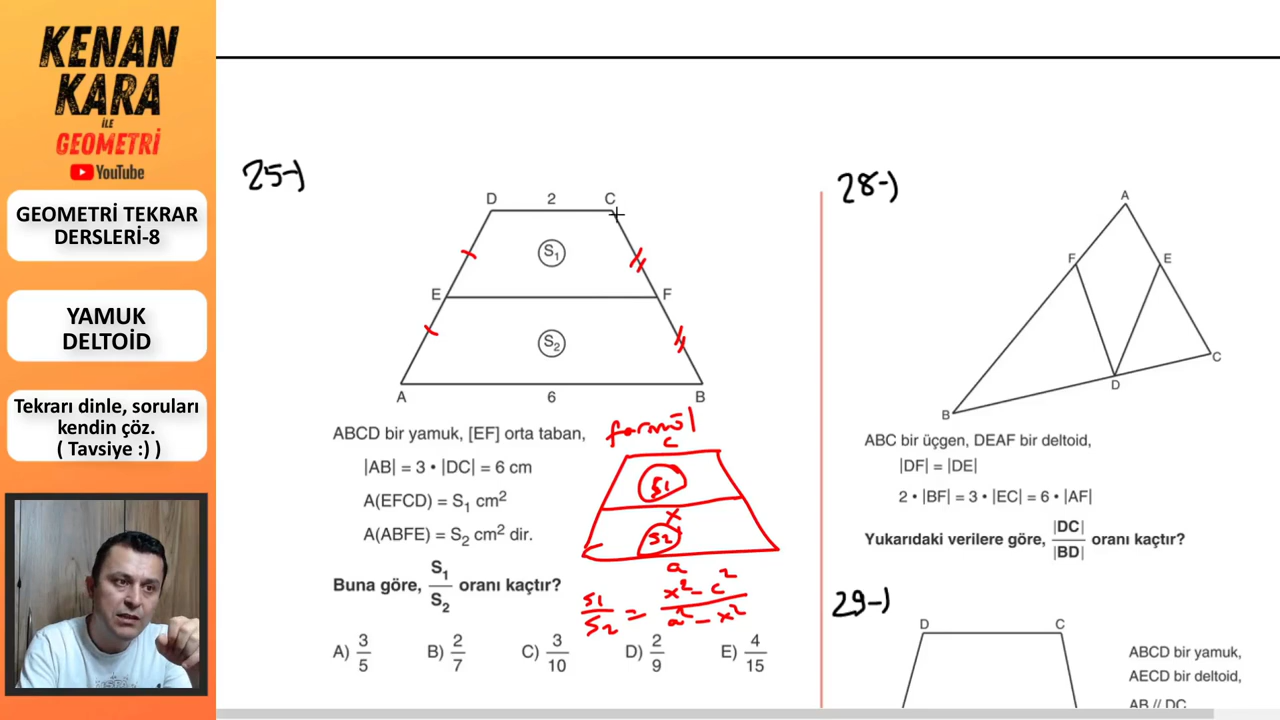 KENAN
KARA
İLE
GEOMETRİ
YouTube
GEOMETRİ TEKRAR
DERSLERİ-8
YAMUK
DELTOİD
Tekrarı dinle, soruları
kendin çöz.
( Tavsiye :) )
25-)
D 2 C
S₁
E F
S₂
A 6 B
ABCD bir yamuk, [EF] orta taban,
|AB| = 3 • |DC| = 6 cm
A(EFCD) = S₁ cm²
A(ABFE) = S₂ cm² dir.
Buna göre, S₁/S₂ oranı kaçtır?
A) 3/5 B) 2/7 C) 3/10 D) 2/9 E) 4/15
formül
c
S1
x
S2
a
S1/S2 = x² - c² / a² - x²
28-)
A
F E
C
D
B
ABC bir üçgen, DEAF bir deltoid,
|DF| = |DE|
2 • |BF| = 3 • |EC| = 6 • |AF|
Yukarıdaki verilere göre, |DC|/|BD| oranı kaçtır?
29-)
D C
ABCD bir yamuk,
AECD bir deltoid,
AB // DC